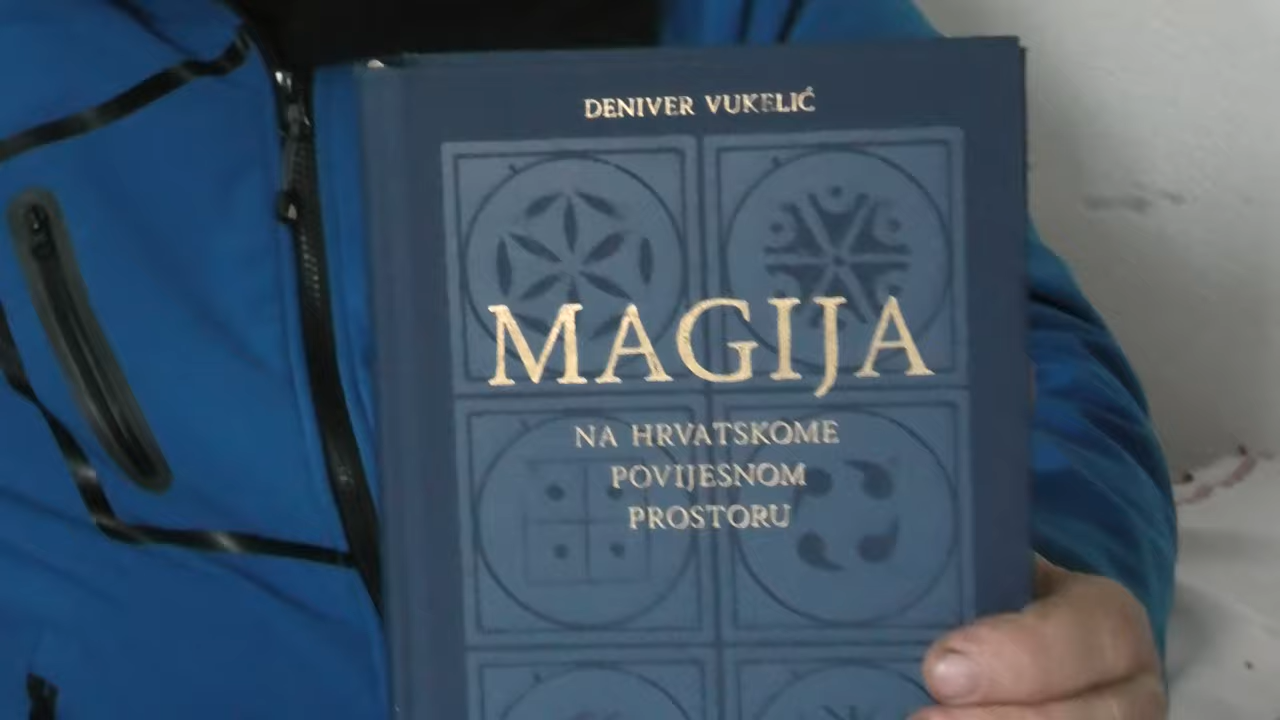 DENIVER VUKELIĆ
MAGIJA
NA HRVATSKOME
POVIJESNOM
PROSTORU